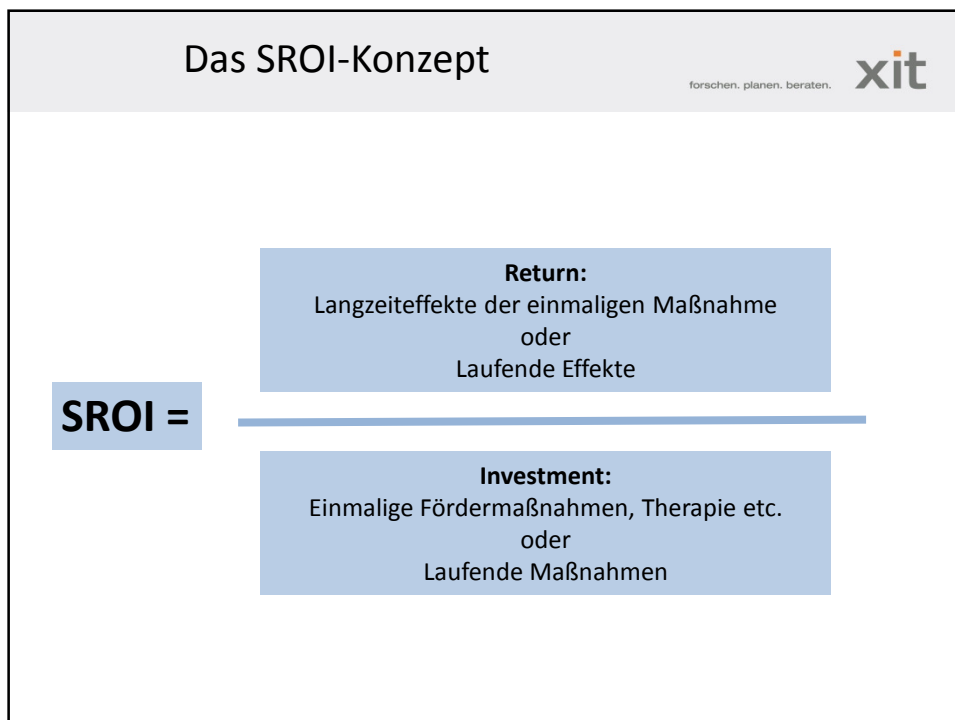 Das SROI-Konzept
forschen. planen. beraten.
xit
Return:
Langzeiteffekte der einmaligen Maßnahme
oder
Laufende Effekte
SROI =
Investment:
Einmalige Fördermaßnahmen, Therapie etc.
oder
Laufende Maßnahmen